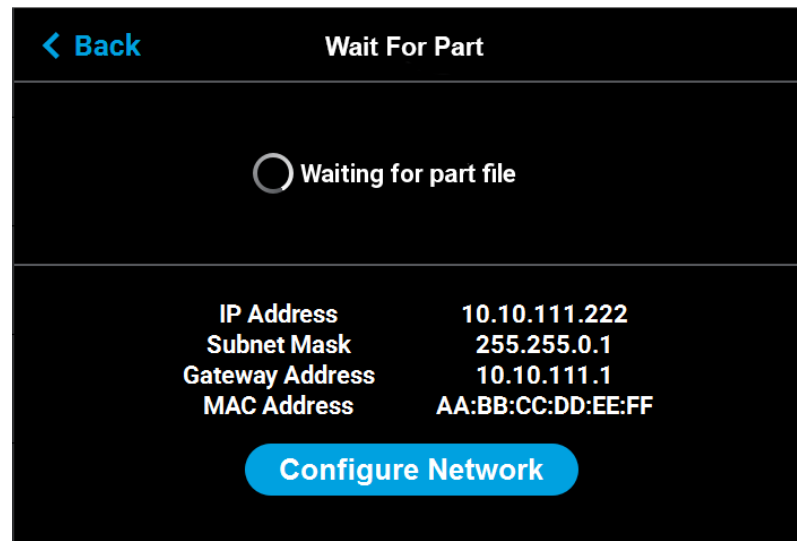 Back
Wait For Part
Waiting for part file
IP Address 10.10.111.222
Subnet Mask 255.255.0.1
Gateway Address 10.10.111.1
MAC Address AA:BB:CC:DD:EE:FF
Configure Network